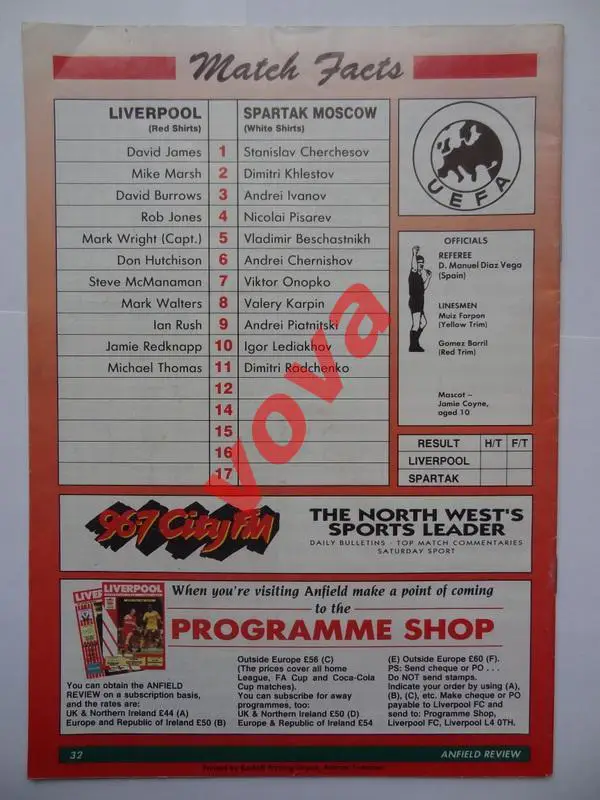 Match Facts
LIVERPOOL
(Red Shirts)
SPARTAK MOSCOW
(White Shirts)
David James 1 Stanislav Cherchesov
Mike Marsh 2 Dimitri Khlestov
David Burrows 3 Andrei Ivanov
Rob Jones 4 Nicolai Pisarev
Mark Wright (Capt.) 5 Vladimir Beschastnikh
Don Hutchison 6 Andrei Chernishov
Steve McManaman 7 Viktor Onopko
Mark Walters 8 Valery Karpin
Ian Rush 9 Andrei Piatnitski
Jamie Redknapp 10 Igor Lediakhov
Michael Thomas 11 Dimitri Radchenko
12
14
15
16
17
UEFA
OFFICIALS
REFEREE
D. Manuel Diaz Vega
(Spain)
LINESMEN
Muiz Farpon
(Yellow Trim)
Gomez Barril
(Red Trim)
Mascot –
Jamie Coyne,
aged 10
RESULT H/T F/T
LIVERPOOL
SPARTAK
vova
967 City FM
THE NORTH WEST'S
SPORTS LEADER
DAILY BULLETINS · TOP MATCH COMMENTARIES
SATURDAY SPORT
LIVERPOOL
When you're visiting Anfield make a point of coming
to the
PROGRAMME SHOP
You can obtain the ANFIELD
REVIEW on a subscription basis,
and the rates are:
UK & Northern Ireland £44 (A)
Europe and Republic of Ireland £50 (B)
Outside Europe £56 (C)
(The prices cover all home
League, FA Cup and Coca-Cola
Cup matches).
You can subscribe for away
programmes, too:
UK & Northern Ireland £50 (D)
Europe & Republic of Ireland £54
(E) Outside Europe £60 (F).
PS: Send cheque or PO . . .
Do NOT send stamps.
Indicate your order by using (A),
(B), (C), etc. Make cheque or PO
payable to Liverpool FC and
send to: Programme Shop,
Liverpool FC, Liverpool L4 0TH.
32
ANFIELD REVIEW